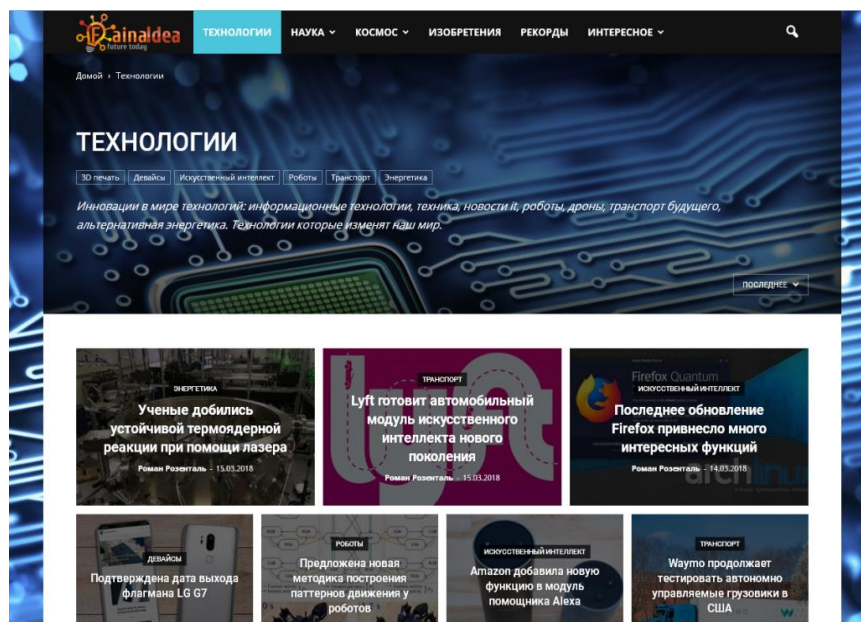 FainaIdea
future today
ТЕХНОЛОГИИ
НАУКА
КОСМОС
ИЗОБРЕТЕНИЯ
РЕКОРДЫ
ИНТЕРЕСНОЕ
Домой › Технологии
ТЕХНОЛОГИИ
3D печать
Девайсы
Искусственный интеллект
Роботы
Транспорт
Энергетика
Инновации в мире технологий: информационные технологии, техника, новости it, роботы, дроны, транспорт будущего,
альтернативная энергетика. Технологии которые изменят наш мир.
ПОСЛЕДНЕЕ
ЭНЕРГЕТИКА
Ученые добились
устойчивой термоядерной
реакции при помощи лазера
Роман Розенталь - 15.03.2018
lyft
ТРАНСПОРТ
Lyft готовит автомобильный
модуль искусственного
интеллекта нового
поколения
Роман Розенталь - 15.03.2018
Firefox Quantum
ИСКУССТВЕННЫЙ ИНТЕЛЛЕКТ
Последнее обновление
Firefox привнесло много
интересных функций
Роман Розенталь - 14.03.2018
archlinux
ДЕВАЙСЫ
Подтверждена дата выхода
флагмана LG G7
РОБОТЫ
Предложена новая
методика построения
паттернов движения у
роботов
ИСКУССТВЕННЫЙ ИНТЕЛЛЕКТ
Amazon добавила новую
функцию в модуль
помощника Alexa
ТРАНСПОРТ
Waymo продолжает
тестировать автономно
управляемые грузовики в
США